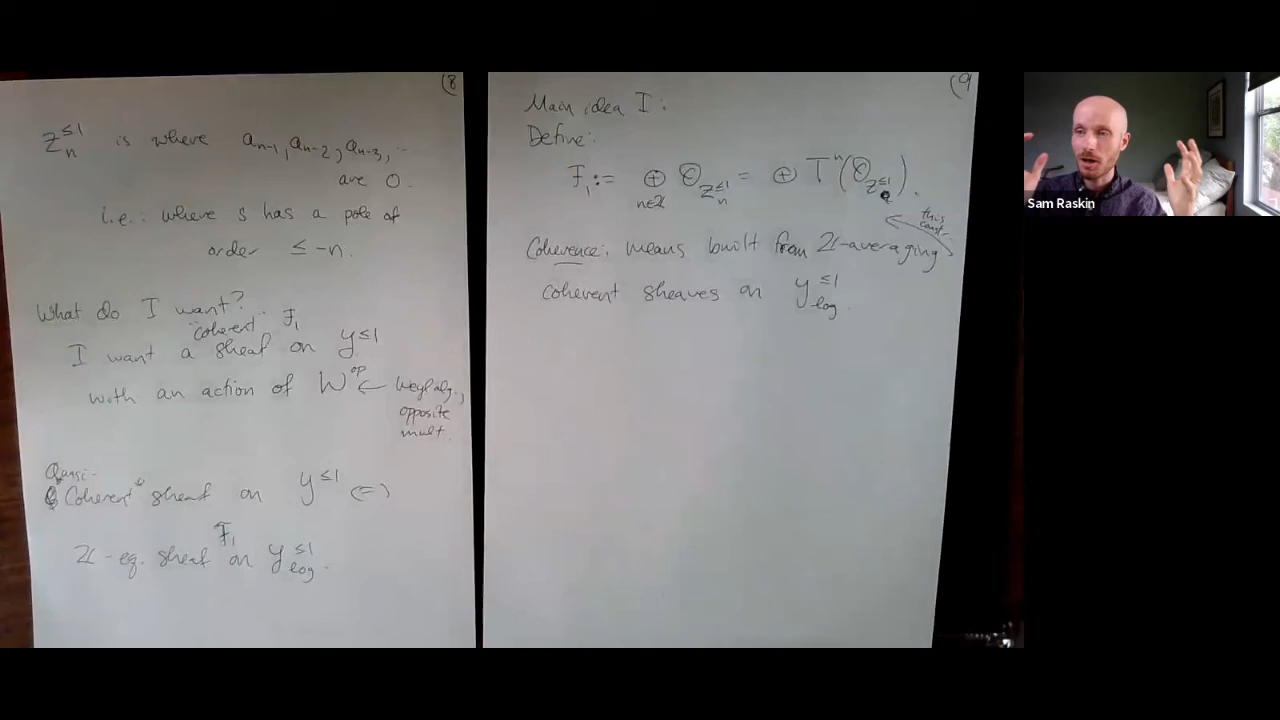 (8
Z_n^{≤1} is where a_{n-1}, a_{n-2}, a_{n-3}, ...
are 0.
i.e.: where s has a pole of
order ≤ -n.
What do I want?
"coherent" F_1
I want a sheaf on Y^{≤1}
with an action of W^{op} ← Weyl alg.,
opposite
mult.
Quasi-
Coherent sheaf on Y^{≤1} ⇔
ℤ-eq. sheaf F_1 on Y_{log}^{≤1}.
(9
Main idea I:
Define:
F_1 := ⊕_{n∈ℤ} O_{Z_n^{≤1}} = ⊕ T^n(O_{Z^{≤1}}).
this
const.
Coherence: means built from ℤ-averaging
coherent sheaves on Y_{log}^{≤1}.
Sam Raskin